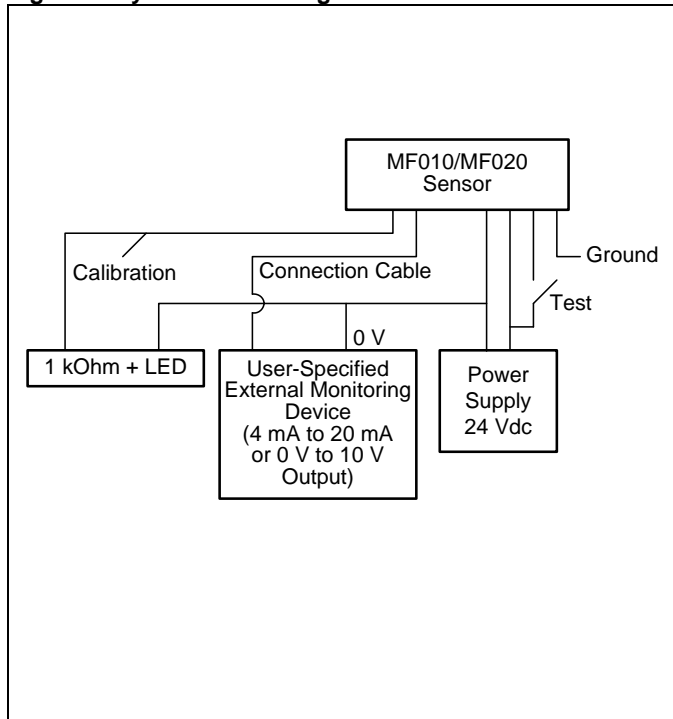 MF010/MF020
Sensor
Ground
Calibration
Connection Cable
Test
0 V
1 kOhm + LED
User-Specified
External Monitoring
Device
(4 mA to 20 mA
or 0 V to 10 V
Output)
Power
Supply
24 Vdc